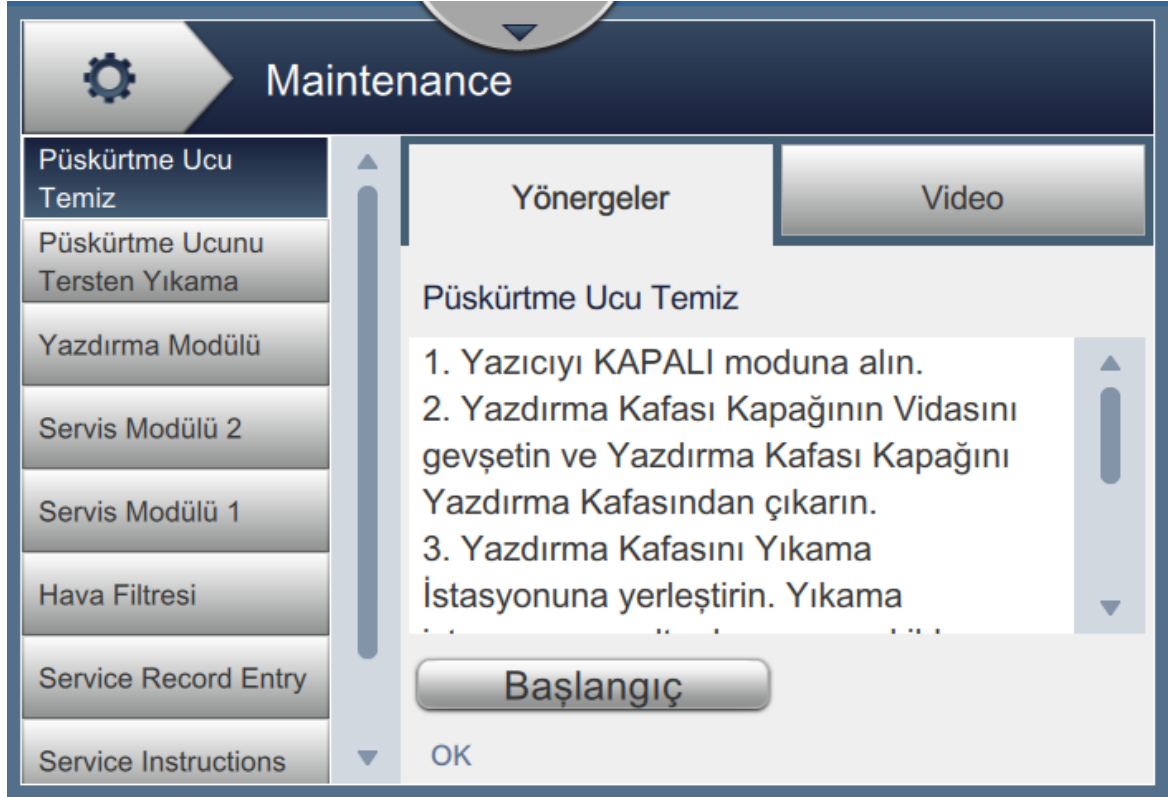 Maintenance
Püskürtme Ucu
Temiz
Püskürtme Ucunu
Tersten Yıkama
Yazdırma Modülü
Servis Modülü 2
Servis Modülü 1
Hava Filtresi
Service Record Entry
Service Instructions
Yönergeler
Video
Püskürtme Ucu Temiz
1. Yazıcıyı KAPALI moduna alın.
2. Yazdırma Kafası Kapağının Vidasını
gevşetin ve Yazdırma Kafası Kapağını
Yazdırma Kafasından çıkarın.
3. Yazdırma Kafasını Yıkama
İstasyonuna yerleştirin. Yıkama
Başlangıç
OK